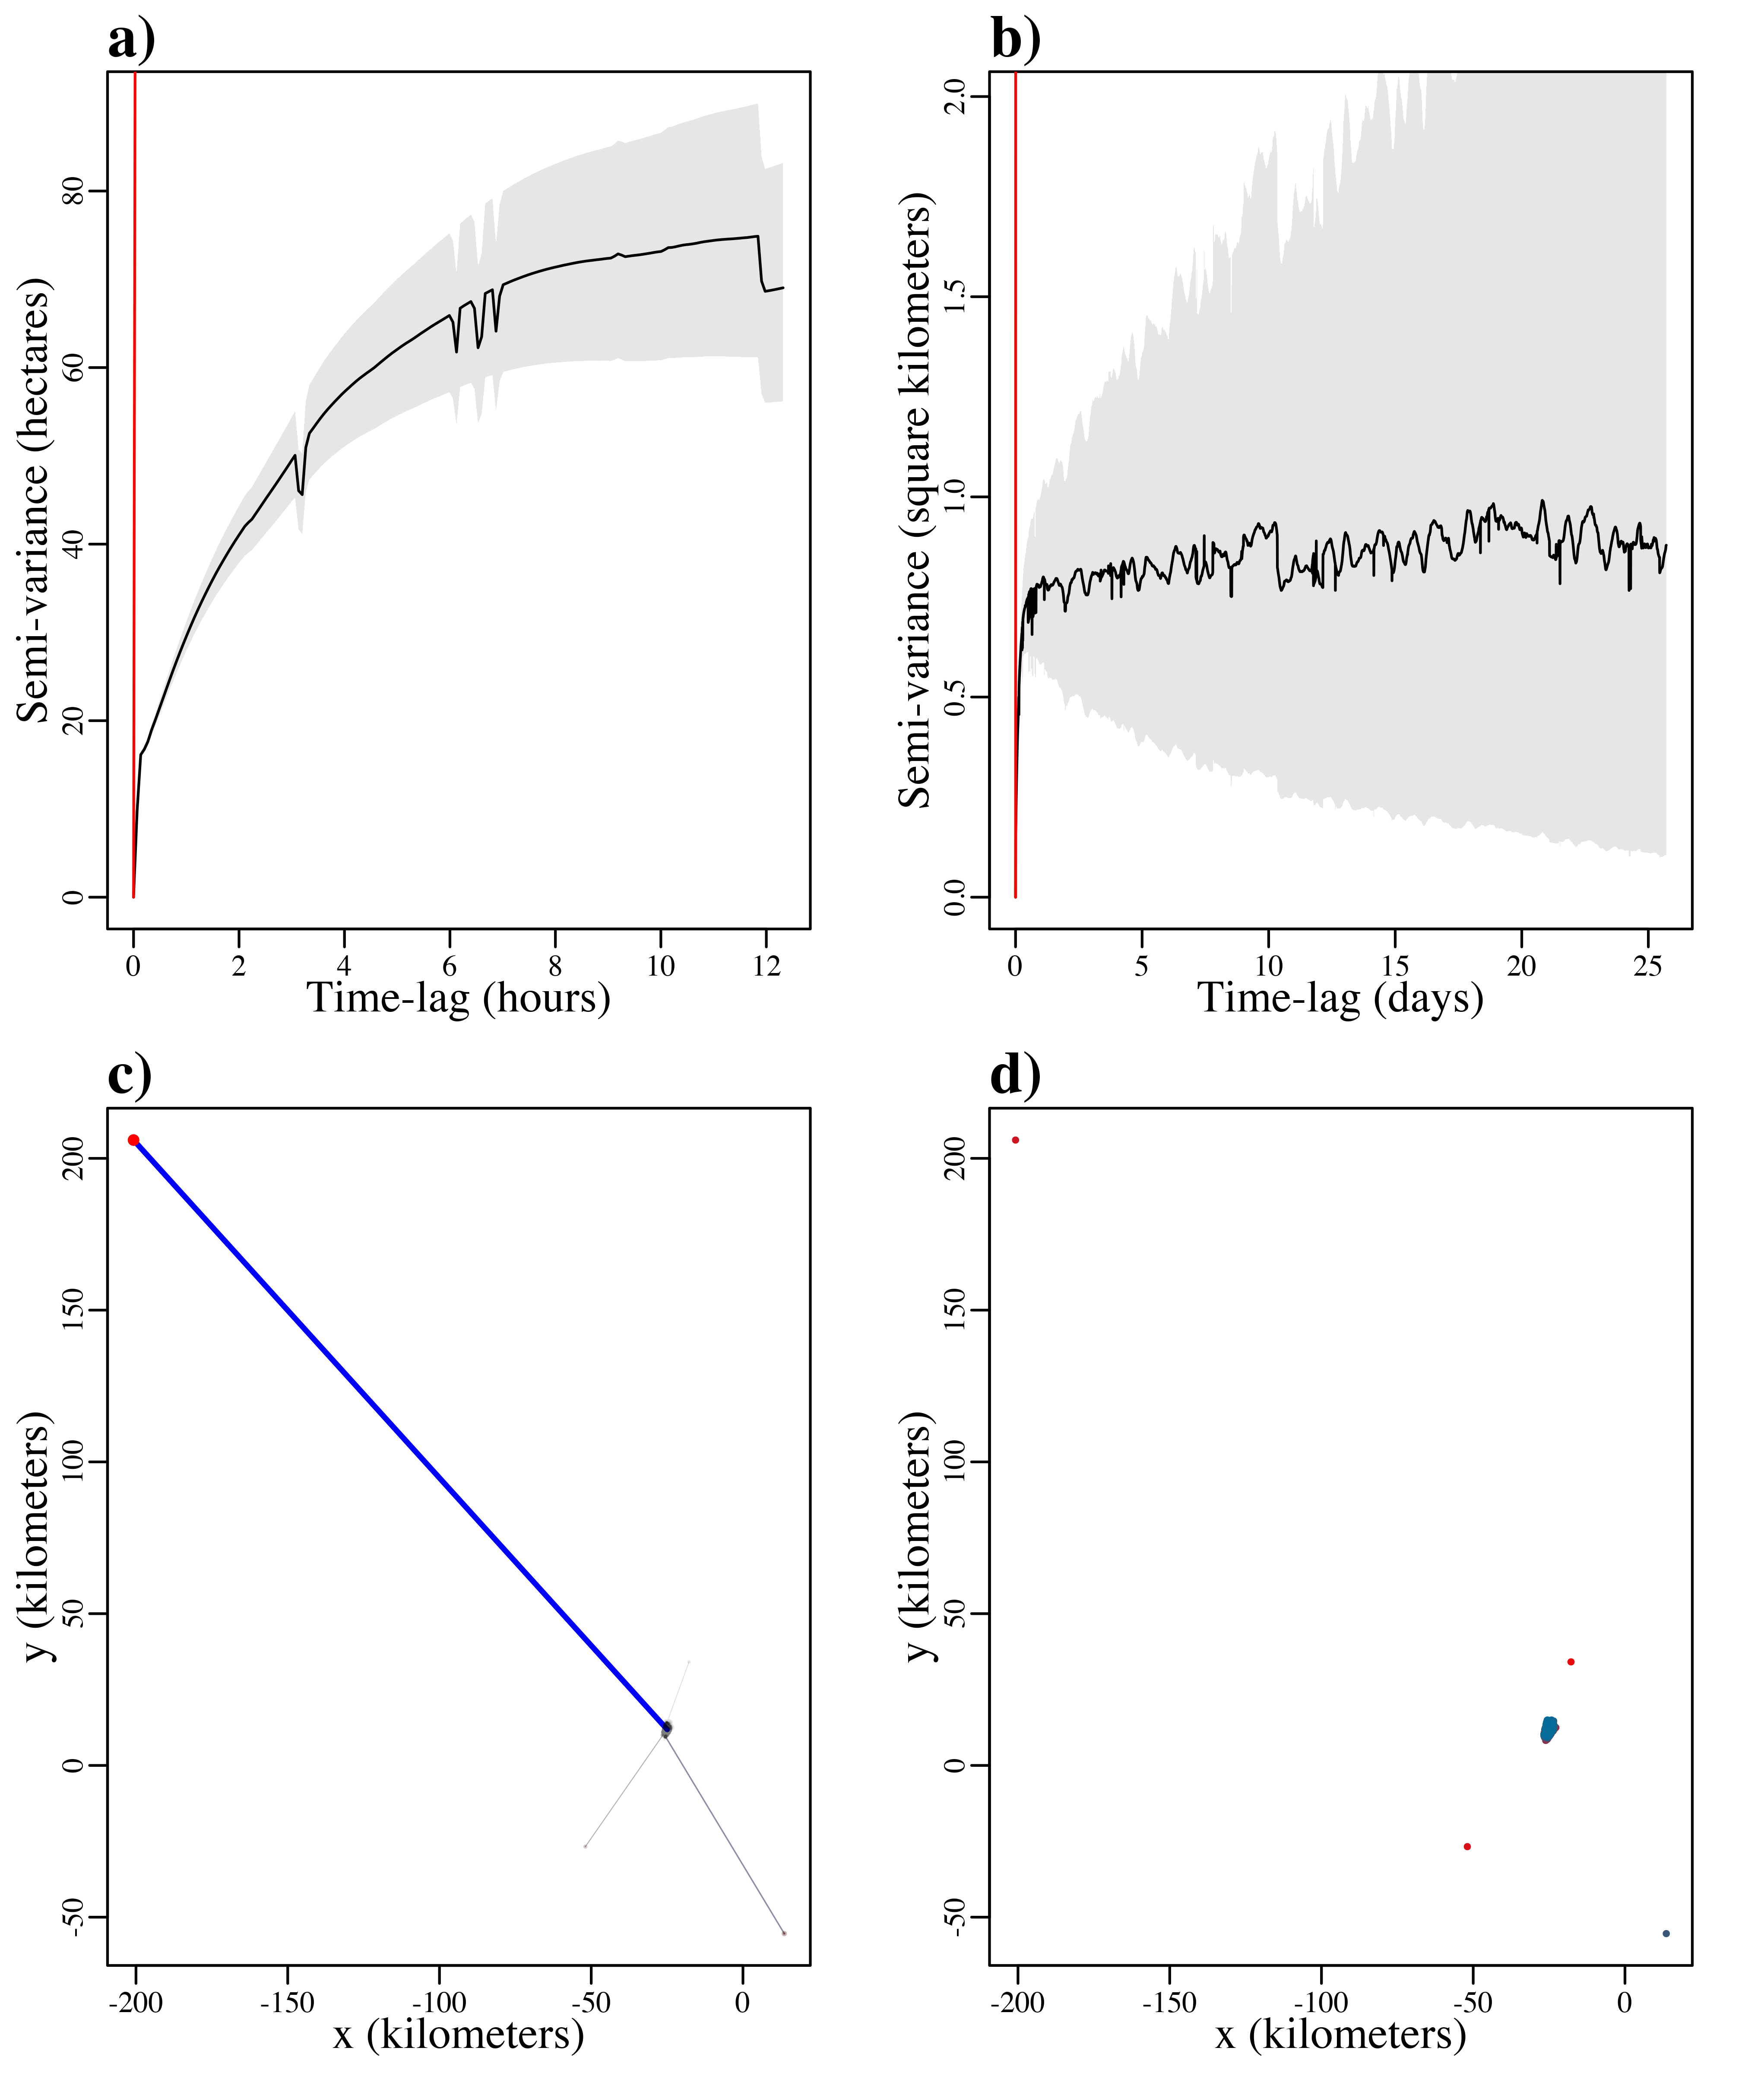 a)
Semi-variance (hectares)
80
60
40
20
0
0 2 4 6 8 10 12
Time-lag (hours)
b)
Semi-variance (square kilometers)
2.0
1.5
1.0
0.5
0.0
0 5 10 15 20 25
Time-lag (days)
c)
y (kilometers)
200
150
100
50
0
-50
-200 -150 -100 -50 0
x (kilometers)
d)
y (kilometers)
200
150
100
50
0
-50
-200 -150 -100 -50 0
x (kilometers)